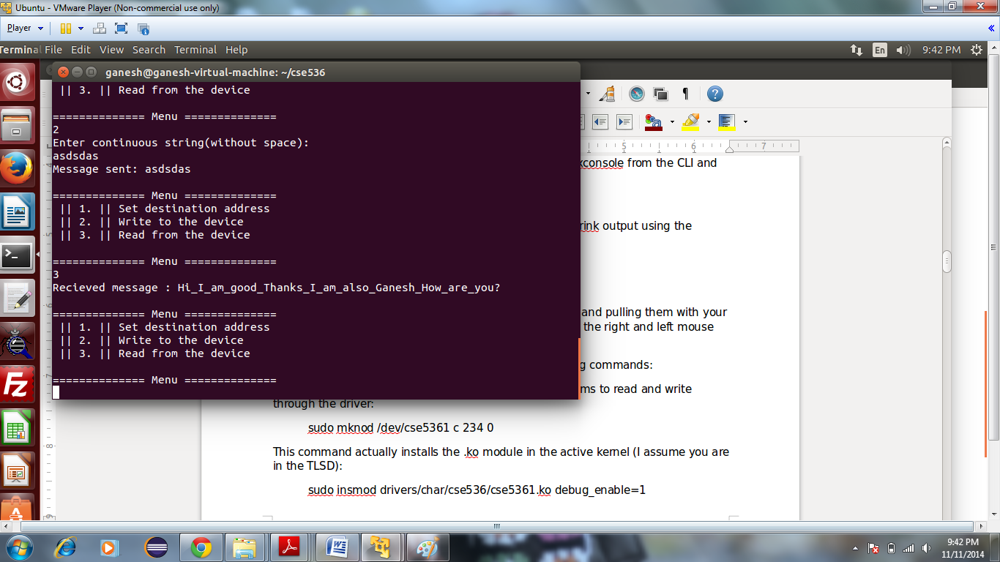 Ubuntu - VMware Player (Non-commercial use only)
Player
Terminal File Edit View Search Terminal Help
En
9:42 PM
ganesh@ganesh-virtual-machine: ~/cse536
|| 3. || Read from the device
============== Menu ==============
2
Enter continuous string(without space):
asdsdas
Message sent: asdsdas
============== Menu ==============
|| 1. || Set destination address
|| 2. || Write to the device
|| 3. || Read from the device
============== Menu ==============
3
Recieved message : Hi_I_am_good_Thanks_I_am_also_Ganesh_How_are_you?
============== Menu ==============
|| 1. || Set destination address
|| 2. || Write to the device
|| 3. || Read from the device
============== Menu ==============
5 6 7
from the CLI and
output using the
and pulling them with your
the right and left mouse
commands:
to read and write
through the driver:
sudo mknod /dev/cse5361 c 234 0
This command actually installs the .ko module in the active kernel (I assume you are
in the TLSD):
sudo insmod drivers/char/cse536/cse5361.ko debug_enable=1
8
9
Fz
9:42 PM
11/11/2014